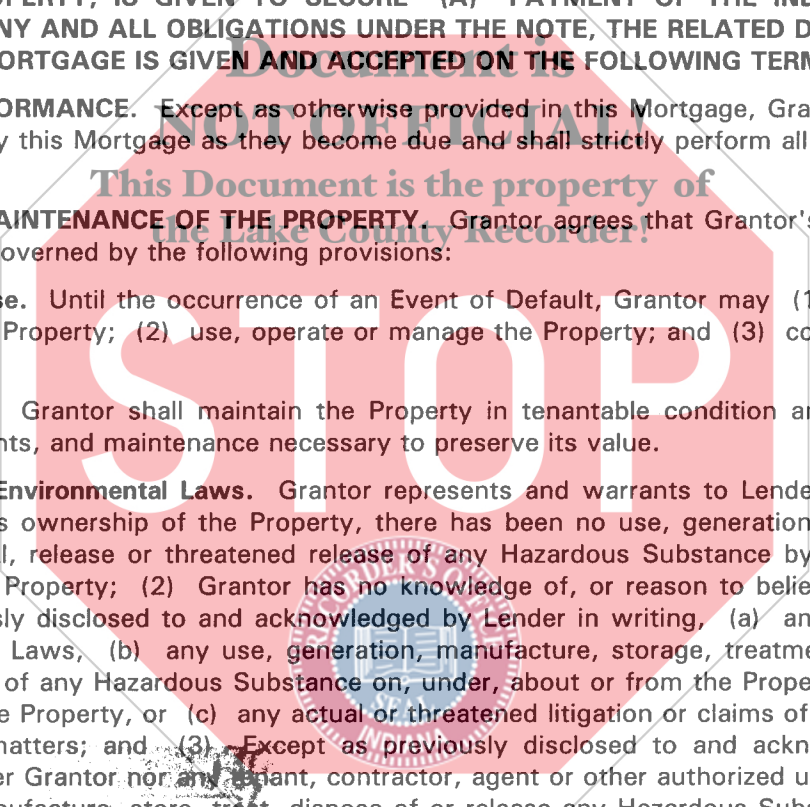 NY AND ALL OBLIGATIONS UNDER THE NOTE, THE RELATED D
ORTGAGE IS GIVEN AND ACCEPTED ON THE FOLLOWING TERM
Document is
ORMANCE. Except as otherwise provided in this Mortgage, Gra
NOT OFFICIAL!
y this Mortgage as they become due and shall strictly perform all
This Document is the property of
AINTENANCE OF THE PROPERTY. Grantor agrees that Grantor's
the Lake County Recorder!
overned by the following provisions:
se. Until the occurrence of an Event of Default, Grantor may (1
Property; (2) use, operate or manage the Property; and (3) co
STOP
Grantor shall maintain the Property in tenantable condition an
nts, and maintenance necessary to preserve its value.
Environmental Laws. Grantor represents and warrants to Lende
s ownership of the Property, there has been no use, generation
l, release or threatened release of any Hazardous Substance by
Property; (2) Grantor has no knowledge of, or reason to belie
sly disclosed to and acknowledged by Lender in writing, (a) an
Laws, (b) any use, generation, manufacture, storage, treatme
of any Hazardous Substance on, under, about or from the Prope
e Property, or (c) any actual or threatened litigation or claims of
natters; and (3) Except as previously disclosed to and ackn
er Grantor nor any tenant, contractor, agent or other authorized u
RECORDER'S OFFICE
SEAL
INDIANA